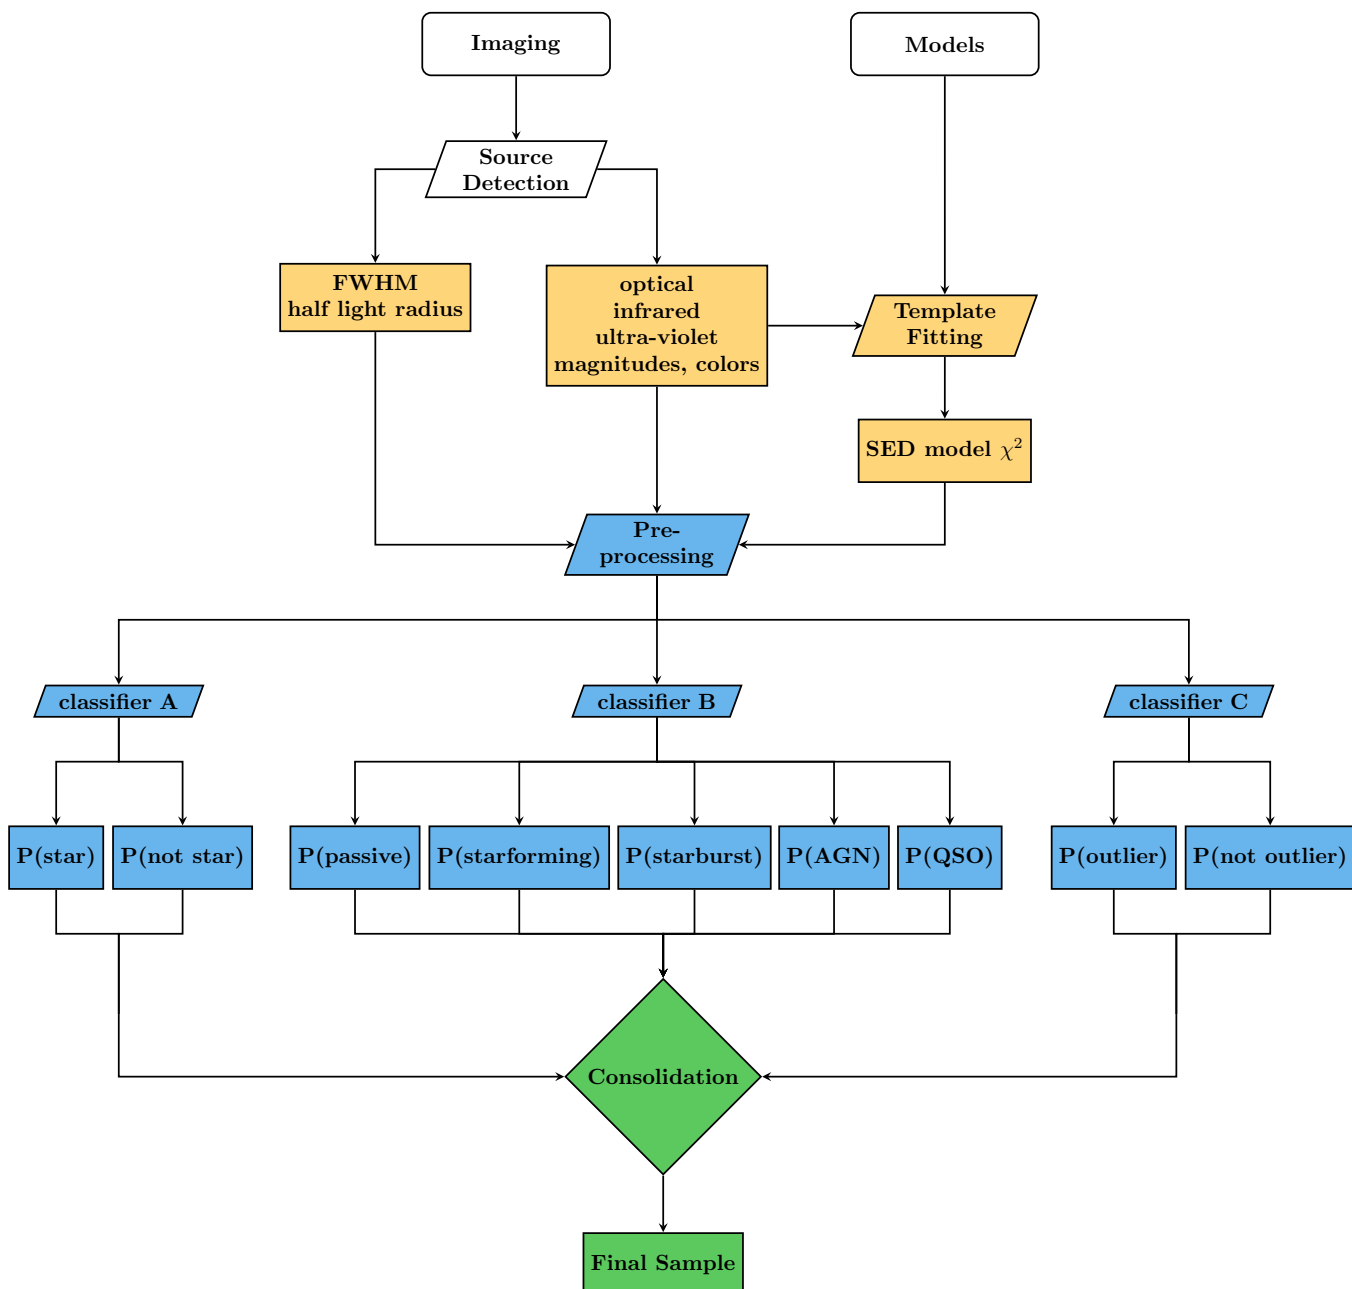 Imaging
Models
Source
Detection
FWHM
half light radius
optical
infrared
ultra-violet
magnitudes, colors
Template
Fitting
SED model χ²
Pre-
processing
classifier A
classifier B
classifier C
P(star)
P(not star)
P(passive)
P(starforming)
P(starburst)
P(AGN)
P(QSO)
P(outlier)
P(not outlier)
Consolidation
Final Sample